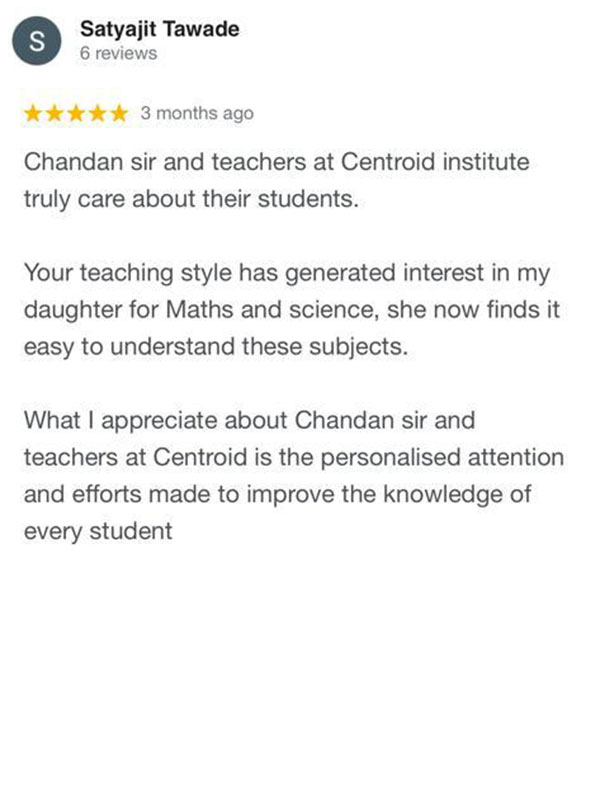 S
Satyajit Tawade
6 reviews
3 months ago
Chandan sir and teachers at Centroid institute
truly care about their students.
Your teaching style has generated interest in my
daughter for Maths and science, she now finds it
easy to understand these subjects.
What I appreciate about Chandan sir and
teachers at Centroid is the personalised attention
and efforts made to improve the knowledge of
every student